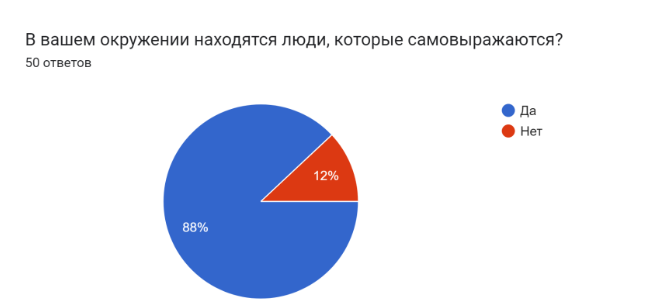 В вашем окружении находятся люди, которые самовыражаются?
50 ответов
Да
Нет
12%
88%